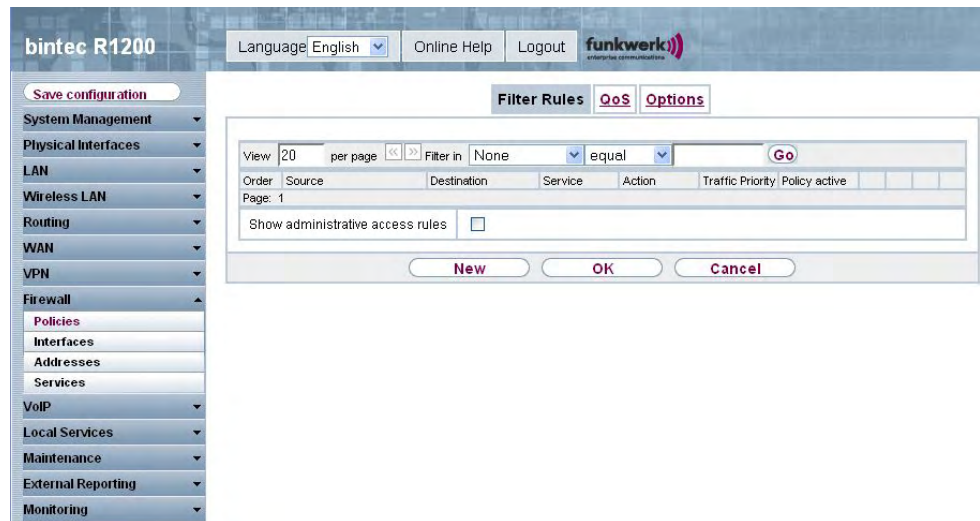 bintec R1200
Language English Online Help Logout funkwerk
enterprise communications
Save configuration
System Management
Physical Interfaces
LAN
Wireless LAN
Routing
WAN
VPN
Firewall
Policies
Interfaces
Addresses
Services
VoIP
Local Services
Maintenance
External Reporting
Monitoring
Filter Rules QoS Options
View 20 per page << >> Filter in None equal Go
Order Source Destination Service Action Traffic Priority Policy active
Page: 1
Show administrative access rules
New OK Cancel